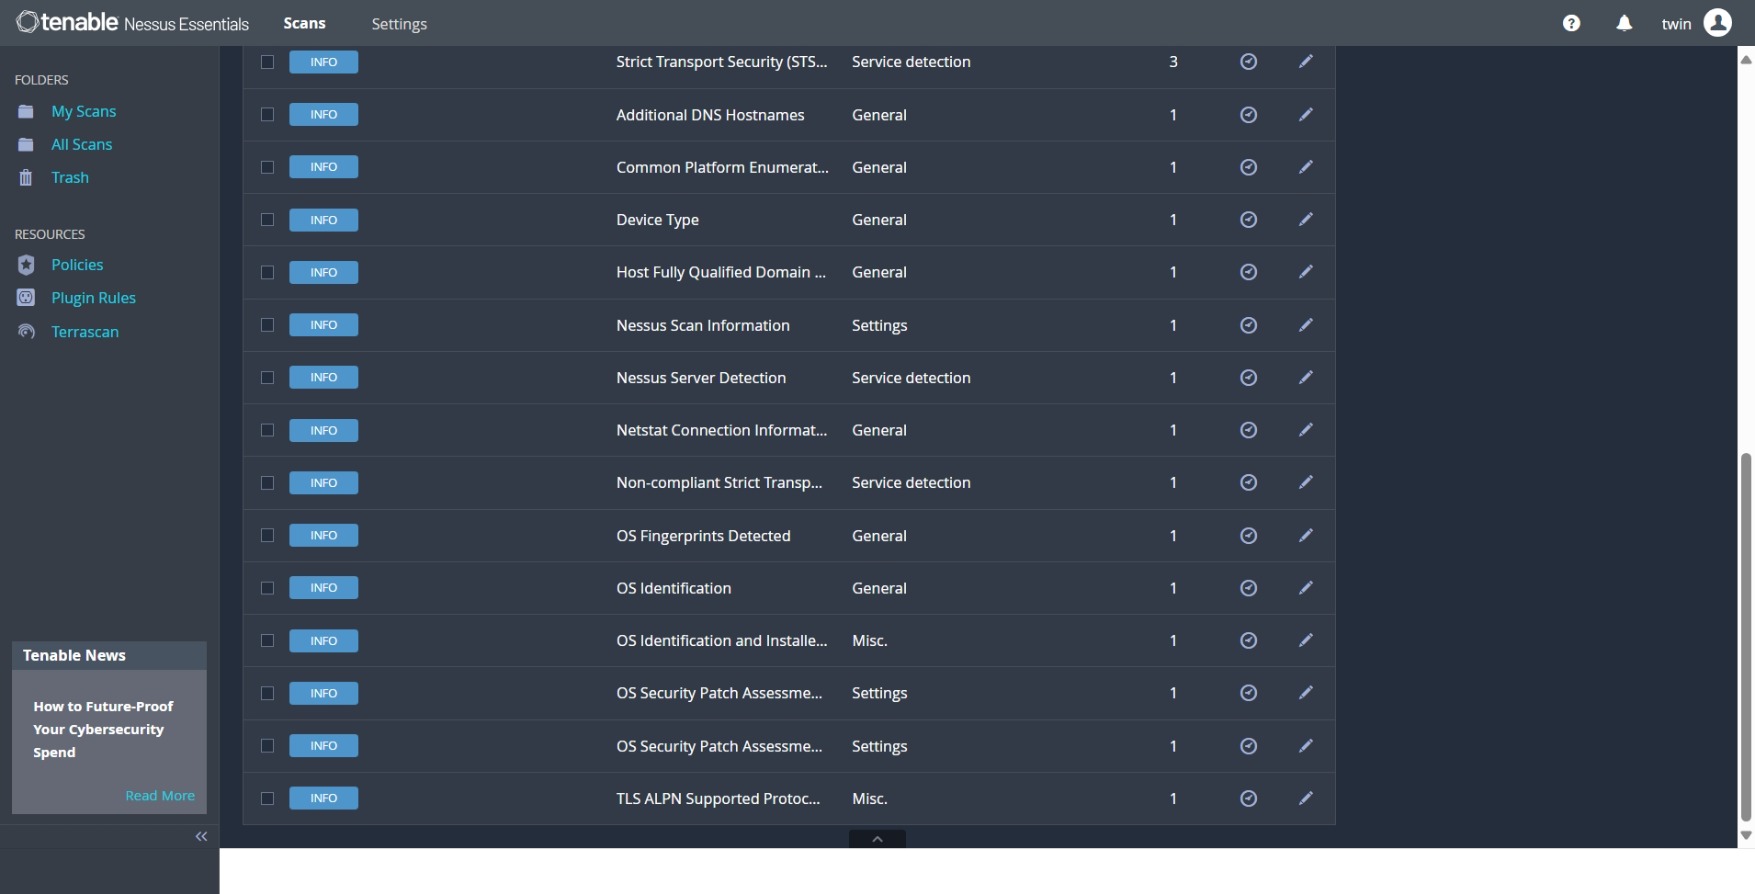 tenable Nessus Essentials Scans Settings twin
FOLDERS
My Scans
All Scans
Trash
RESOURCES
Policies
Plugin Rules
Terrascan
Tenable News
How to Future-Proof
Your Cybersecurity
Spend
Read More
INFO Strict Transport Security (STS... Service detection 3
INFO Additional DNS Hostnames General 1
INFO Common Platform Enumerat... General 1
INFO Device Type General 1
INFO Host Fully Qualified Domain ... General 1
INFO Nessus Scan Information Settings 1
INFO Nessus Server Detection Service detection 1
INFO Netstat Connection Informat... General 1
INFO Non-compliant Strict Transp... Service detection 1
INFO OS Fingerprints Detected General 1
INFO OS Identification General 1
INFO OS Identification and Installe... Misc. 1
INFO OS Security Patch Assessme... Settings 1
INFO OS Security Patch Assessme... Settings 1
INFO TLS ALPN Supported Protoc... Misc. 1